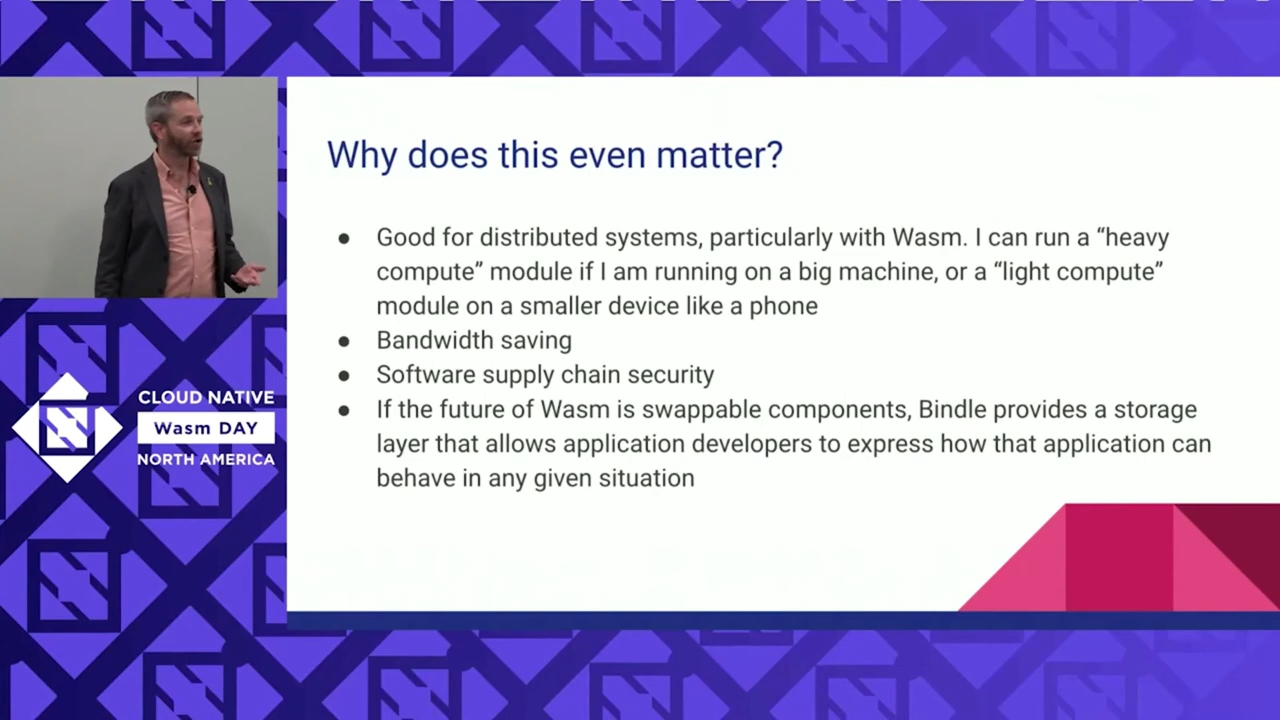 Why does this even matter?
● Good for distributed systems, particularly with Wasm. I can run a “heavy
compute” module if I am running on a big machine, or a “light compute”
module on a smaller device like a phone
● Bandwidth saving
● Software supply chain security
● If the future of Wasm is swappable components, Bindle provides a storage
layer that allows application developers to express how that application can
behave in any given situation
CLOUD NATIVE
Wasm DAY
NORTH AMERICA